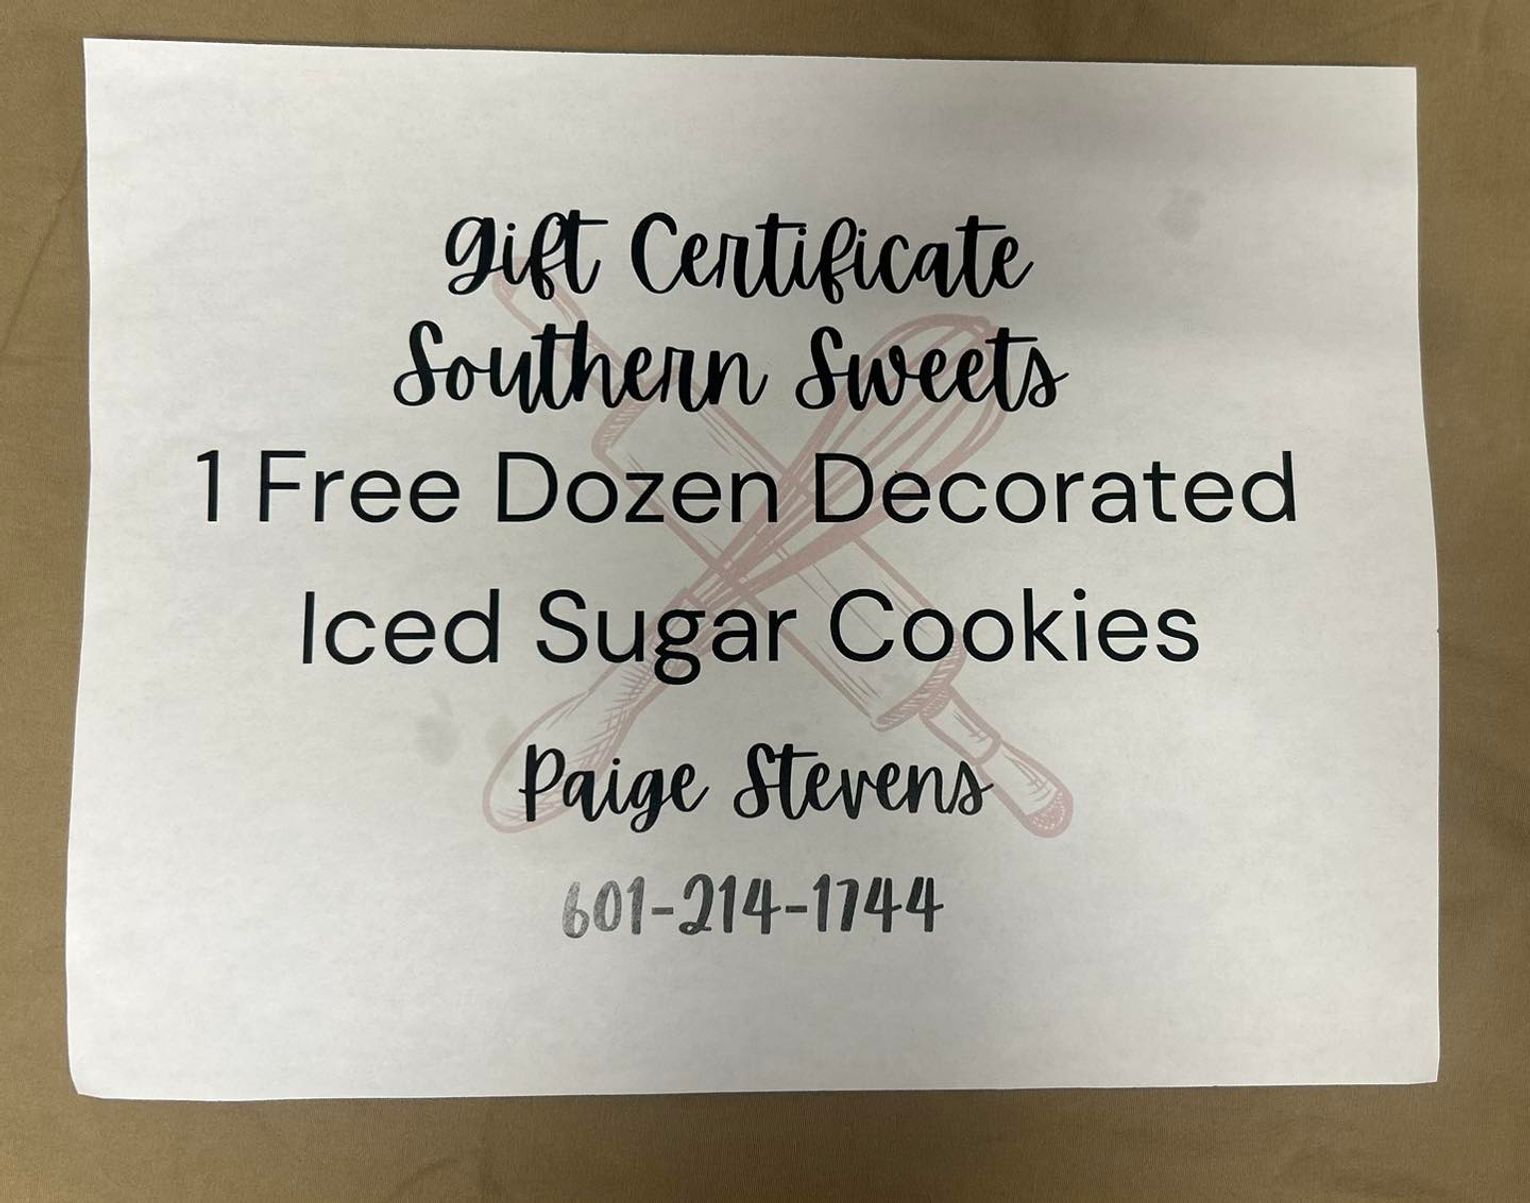 Gift Certificate
Southern Sweets
1 Free Dozen Decorated
Iced Sugar Cookies
Paige Stevens
601-214-1744